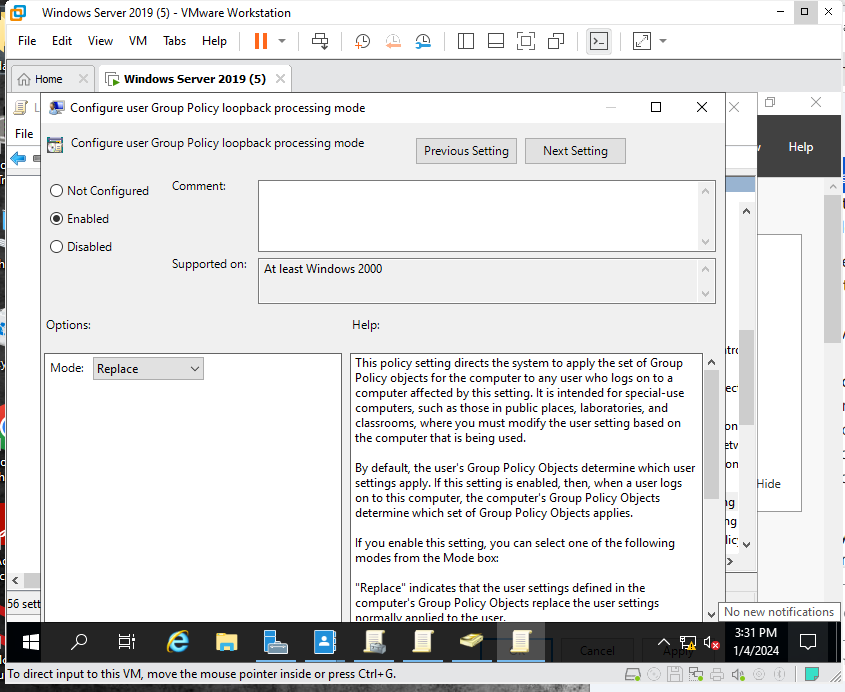 Windows Server 2019 (5) - VMware Workstation
File Edit View VM Tabs Help
Home
Windows Server 2019 (5)
Configure user Group Policy loopback processing mode
File
Help
Configure user Group Policy loopback processing mode
Previous Setting
Next Setting
Not Configured
Enabled
Disabled
Comment:
Supported on:
At least Windows 2000
Options:
Help:
Mode:
Replace
This policy setting directs the system to apply the set of Group
Policy objects for the computer to any user who logs on to a
computer affected by this setting. It is intended for special-use
computers, such as those in public places, laboratories, and
classrooms, where you must modify the user setting based on
the computer that is being used.
By default, the user's Group Policy Objects determine which user
settings apply. If this setting is enabled, then, when a user logs
on to this computer, the computer's Group Policy Objects
determine which set of Group Policy Objects applies.
If you enable this setting, you can select one of the following
modes from the Mode box:
"Replace" indicates that the user settings defined in the
computer's Group Policy Objects replace the user settings
normally applied to the user.
Hide
56 sett
No new notifications
Cancel
Apply
3:31 PM
1/4/2024
To direct input to this VM, move the mouse pointer inside or press Ctrl+G.